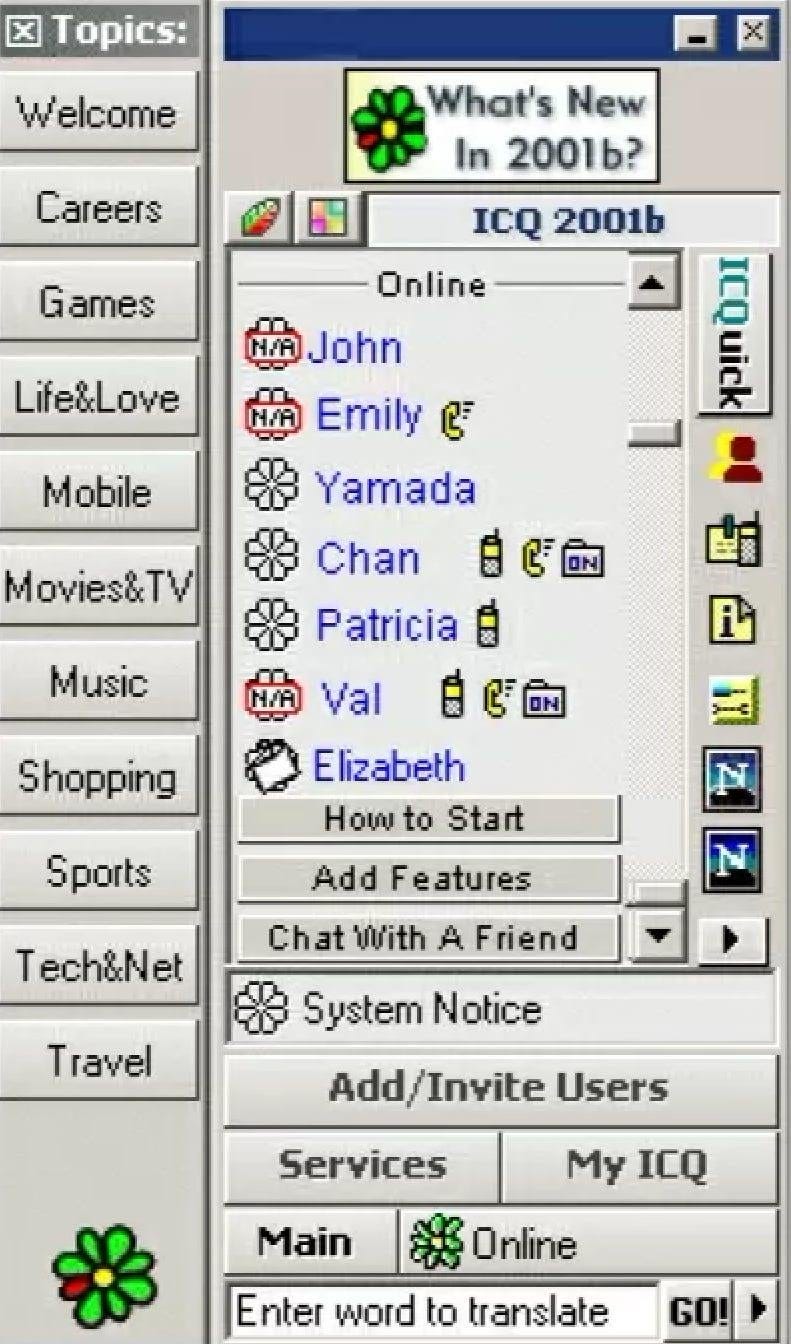 Topics:
Welcome
Careers
Games
Life&Love
Mobile
Movies&TV
Music
Shopping
Sports
Tech&Net
Travel
What's New
In 2001b?
ICQ 2001b
Online
N/A John
N/A Emily
Yamada
Chan ON
Patricia
N/A Val ON
Elizabeth
How to Start
Add Features
Chat With A Friend
ICQuick
i
N
N
System Notice
Add/Invite Users
Services My ICQ
Main Online
Enter word to translate GO!